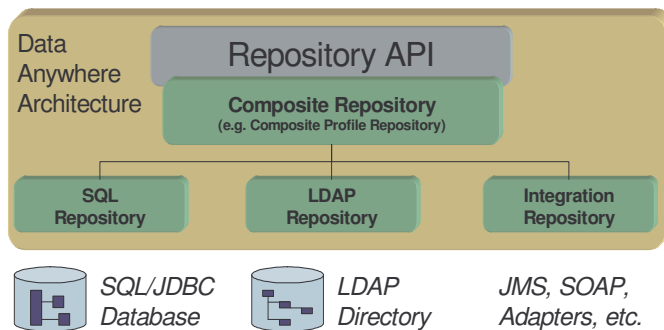 Data
Anywhere
Architecture
Repository API
Composite Repository
(e.g. Composite Profile Repository)
SQL
Repository
LDAP
Repository
Integration
Repository
SQL/JDBC
Database
LDAP
Directory
JMS, SOAP,
Adapters, etc.